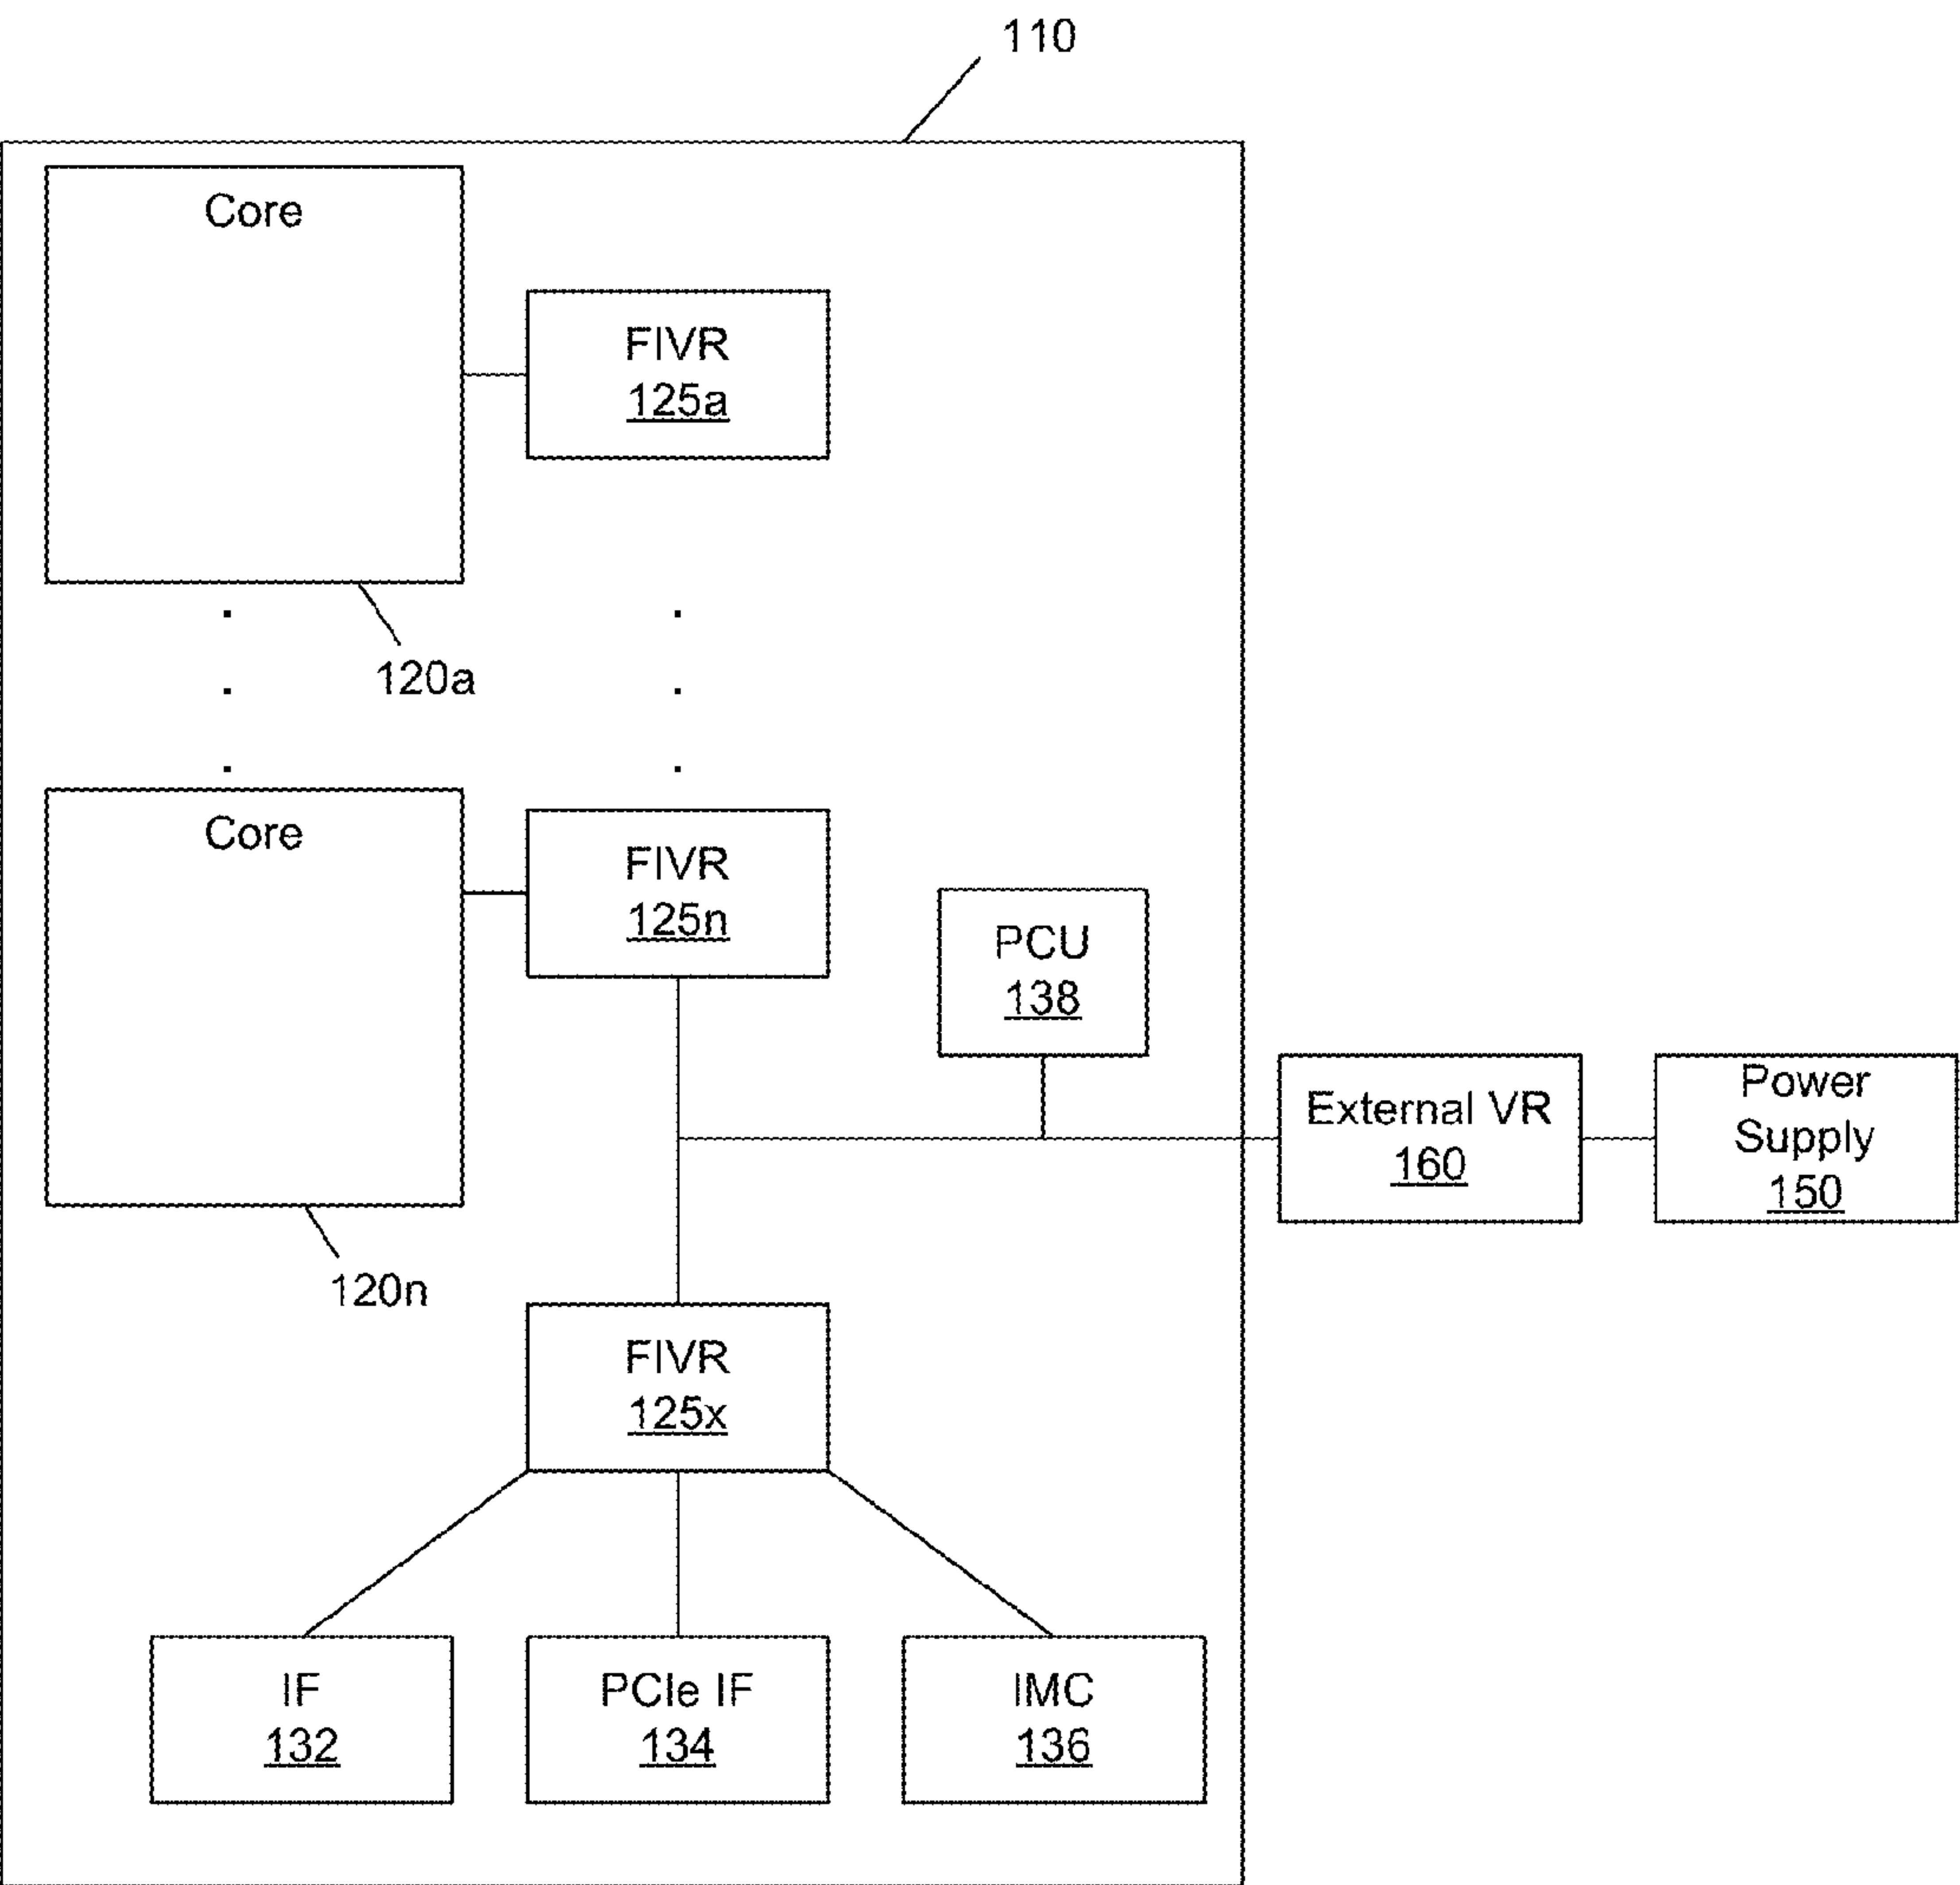 110
Core
FIVR
125a
120a
Core
FIVR
125n
PCU
138
External VR
160
Power
Supply
150
120n
FIVR
125x
IF
132
PCIe IF
134
IMC
136